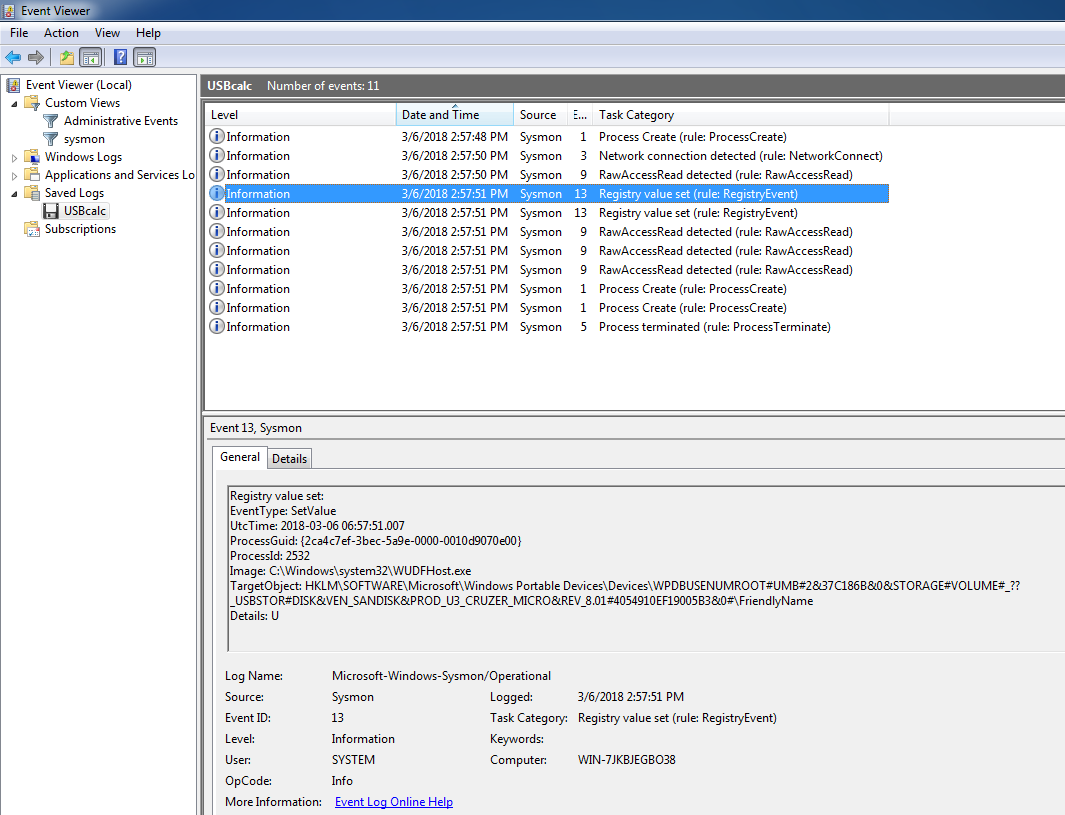 Event Viewer
File Action View Help
Event Viewer (Local)
Custom Views
Administrative Events
sysmon
Windows Logs
Applications and Services Lo
Saved Logs
USBcalc
Subscriptions
USBcalc Number of events: 11
Level Date and Time Source E... Task Category
Information 3/6/2018 2:57:48 PM Sysmon 1 Process Create (rule: ProcessCreate)
Information 3/6/2018 2:57:50 PM Sysmon 3 Network connection detected (rule: NetworkConnect)
Information 3/6/2018 2:57:50 PM Sysmon 9 RawAccessRead detected (rule: RawAccessRead)
Information 3/6/2018 2:57:51 PM Sysmon 13 Registry value set (rule: RegistryEvent)
Information 3/6/2018 2:57:51 PM Sysmon 13 Registry value set (rule: RegistryEvent)
Information 3/6/2018 2:57:51 PM Sysmon 9 RawAccessRead detected (rule: RawAccessRead)
Information 3/6/2018 2:57:51 PM Sysmon 9 RawAccessRead detected (rule: RawAccessRead)
Information 3/6/2018 2:57:51 PM Sysmon 9 RawAccessRead detected (rule: RawAccessRead)
Information 3/6/2018 2:57:51 PM Sysmon 1 Process Create (rule: ProcessCreate)
Information 3/6/2018 2:57:51 PM Sysmon 1 Process Create (rule: ProcessCreate)
Information 3/6/2018 2:57:51 PM Sysmon 5 Process terminated (rule: ProcessTerminate)
Event 13, Sysmon
General Details
Registry value set:
EventType: SetValue
UtcTime: 2018-03-06 06:57:51.007
ProcessGuid: {2ca4c7ef-3bec-5a9e-0000-0010d9070e00}
ProcessId: 2532
Image: C:\Windows\system32\WUDFHost.exe
TargetObject: HKLM\SOFTWARE\Microsoft\Windows Portable Devices\Devices\WPDBUSENUMROOT#UMB#2&37C186B&0&STORAGE#VOLUME#_??
_USBSTOR#DISK&VEN_SANDISK&PROD_U3_CRUZER_MICRO&REV_8.01#4054910EF19005B3&0#\FriendlyName
Details: U
Log Name: Microsoft-Windows-Sysmon/Operational
Source: Sysmon Logged: 3/6/2018 2:57:51 PM
Event ID: 13 Task Category: Registry value set (rule: RegistryEvent)
Level: Information Keywords:
User: SYSTEM Computer: WIN-7JKBJEGBO38
OpCode: Info
More Information: Event Log Online Help